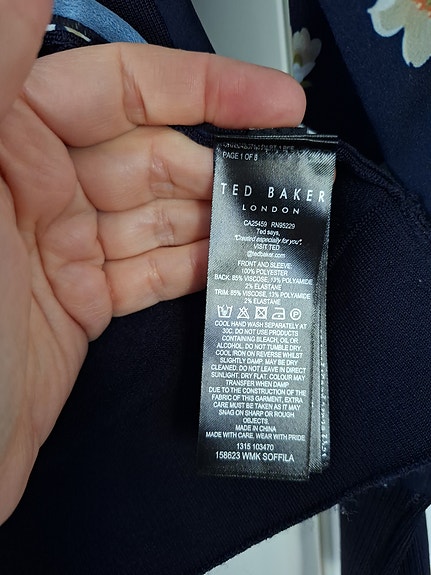 PAGE 1 OF 8
TED BAKER
LONDON
CA25459 RN95229
Ted says,
"Created especially for you".
VISIT TED
@tedbaker.com
FRONT AND SLEEVE:
100% POLYESTER
BACK: 85% VISCOSE, 13% POLYAMIDE
2% ELASTANE
TRIM: 85% VISCOSE, 13% POLYAMIDE
2% ELASTANE
COOL HAND WASH SEPARATELY AT
30C. DO NOT USE PRODUCTS
CONTAINING BLEACH, OIL OR
ALCOHOL. DO NOT TUMBLE DRY.
COOL IRON ON REVERSE WHILST
SLIGHTLY DAMP. MAY BE DRY
CLEANED. DO NOT LEAVE IN DIRECT
SUNLIGHT. DRY FLAT. COLOUR MAY
TRANSFER WHEN DAMP
DUE TO THE CONSTRUCTION OF THE
FABRIC OF THIS GARMENT, EXTRA
CARE MUST BE TAKEN AS IT MAY
SNAG ON SHARP OR ROUGH
OBJECTS.
MADE IN CHINA
MADE WITH CARE. WEAR WITH PRIDE
1315 103470
158623 WMK SOFFILA